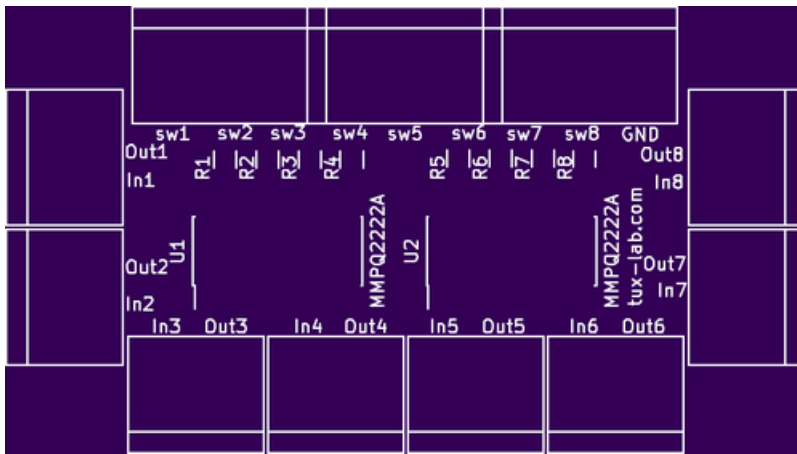 sw1 sw2 sw3 sw4 sw5 sw6 sw7 sw8 GND
Out1 R1 R2 R3 R4 R5 R6 R7 R8 Out8
In1 In8
U1 MMPQ2222A U2 MMPQ2222A tux-lab.com
Out2 Out7
In2 In7
In3 Out3 In4 Out4 In5 Out5 In6 Out6